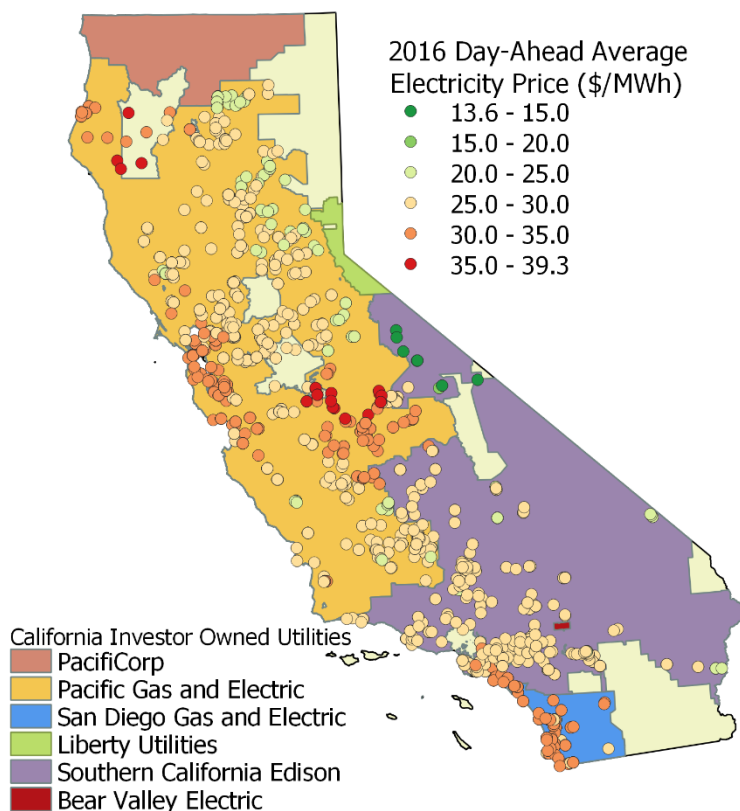 2016 Day-Ahead Average
Electricity Price ($/MWh)
13.6 - 15.0
15.0 - 20.0
20.0 - 25.0
25.0 - 30.0
30.0 - 35.0
35.0 - 39.3
California Investor Owned Utilities
PacifiCorp
Pacific Gas and Electric
San Diego Gas and Electric
Liberty Utilities
Southern California Edison
Bear Valley Electric